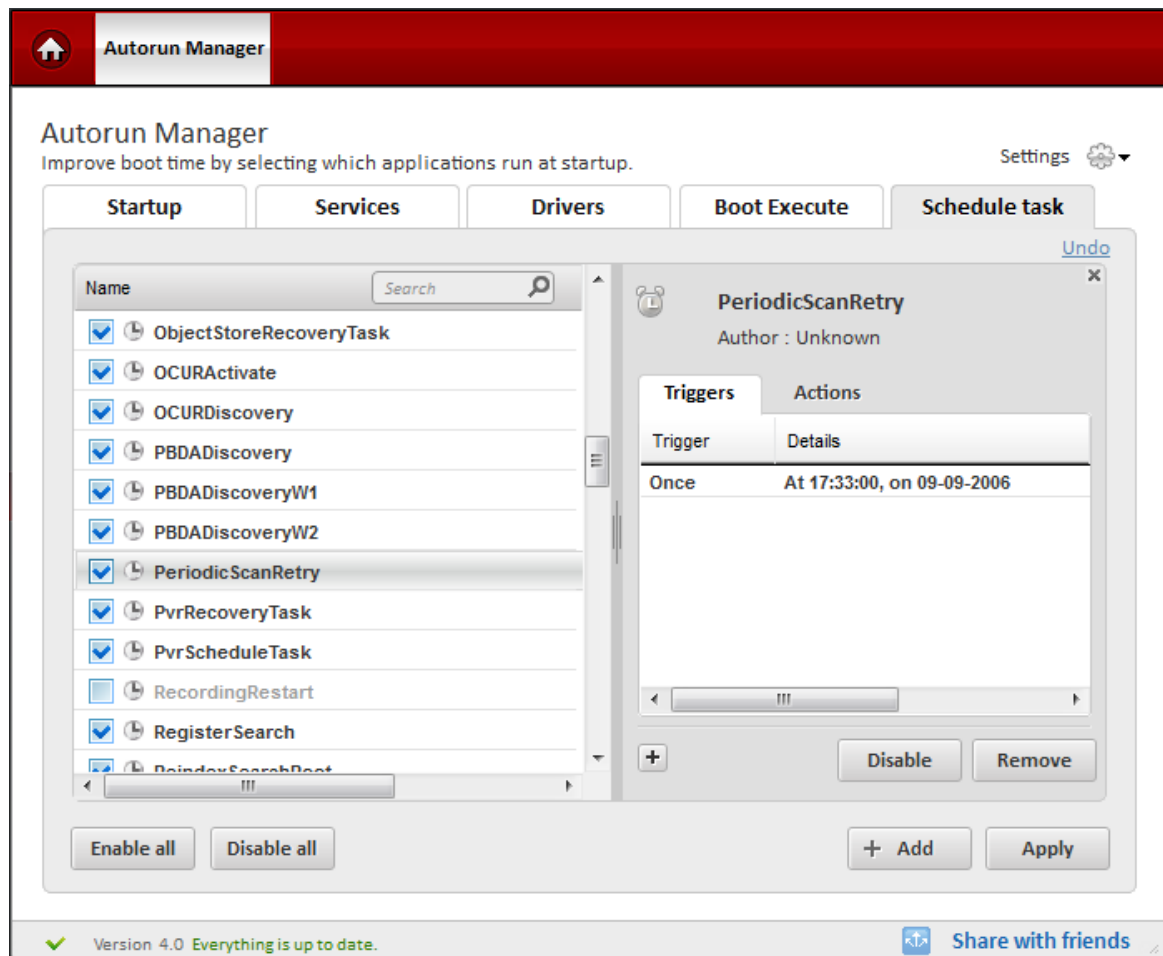 Autorun Manager
Autorun Manager
Improve boot time by selecting which applications run at startup.
Settings
Startup
Services
Drivers
Boot Execute
Schedule task
Undo
Name
Search
ObjectStoreRecoveryTask
OCURActivate
OCURDiscovery
PBDADiscovery
PBDADiscoveryW1
PBDADiscoveryW2
PeriodicScanRetry
PvrRecoveryTask
PvrScheduleTask
RecordingRestart
RegisterSearch
ReindexSearchRoot
PeriodicScanRetry
Author : Unknown
Triggers
Actions
Trigger
Details
Once
At 17:33:00, on 09-09-2006
Disable
Remove
Enable all
Disable all
+ Add
Apply
Version 4.0 Everything is up to date.
Share with friends